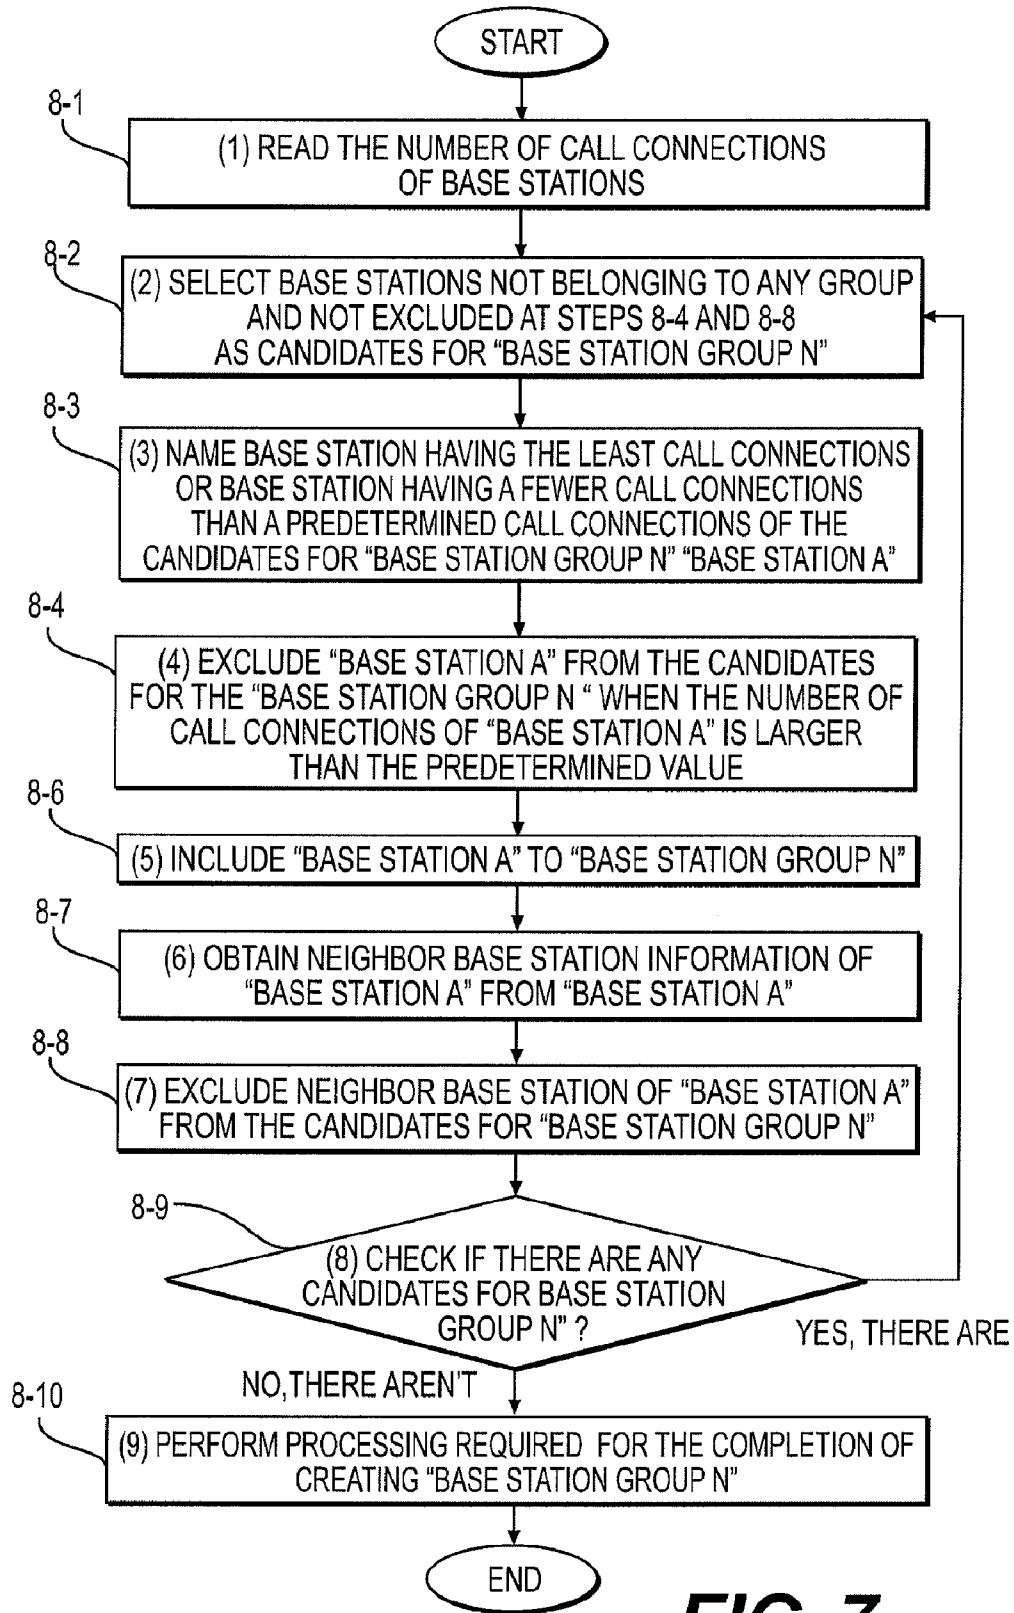 START
8-1
(1) READ THE NUMBER OF CALL CONNECTIONS
OF BASE STATIONS
8-2
(2) SELECT BASE STATIONS NOT BELONGING TO ANY GROUP
AND NOT EXCLUDED AT STEPS 8-4 AND 8-8
AS CANDIDATES FOR “BASE STATION GROUP N”
8-3
(3) NAME BASE STATION HAVING THE LEAST CALL CONNECTIONS
OR BASE STATION HAVING A FEWER CALL CONNECTIONS
THAN A PREDETERMINED CALL CONNECTIONS OF THE
CANDIDATES FOR “BASE STATION GROUP N” “BASE STATION A”
8-4
(4) EXCLUDE “BASE STATION A” FROM THE CANDIDATES
FOR THE “BASE STATION GROUP N “ WHEN THE NUMBER OF
CALL CONNECTIONS OF “BASE STATION A” IS LARGER
THAN THE PREDETERMINED VALUE
8-6
(5) INCLUDE “BASE STATION A” TO “BASE STATION GROUP N”
8-7
(6) OBTAIN NEIGHBOR BASE STATION INFORMATION OF
“BASE STATION A” FROM “BASE STATION A”
8-8
(7) EXCLUDE NEIGHBOR BASE STATION OF “BASE STATION A”
FROM THE CANDIDATES FOR “BASE STATION GROUP N”
8-9
(8) CHECK IF THERE ARE ANY
CANDIDATES FOR BASE STATION
GROUP N” ?
YES, THERE ARE
NO,THERE AREN'T
8-10
(9) PERFORM PROCESSING REQUIRED FOR THE COMPLETION OF
CREATING “BASE STATION GROUP N”
END
FIG. 7